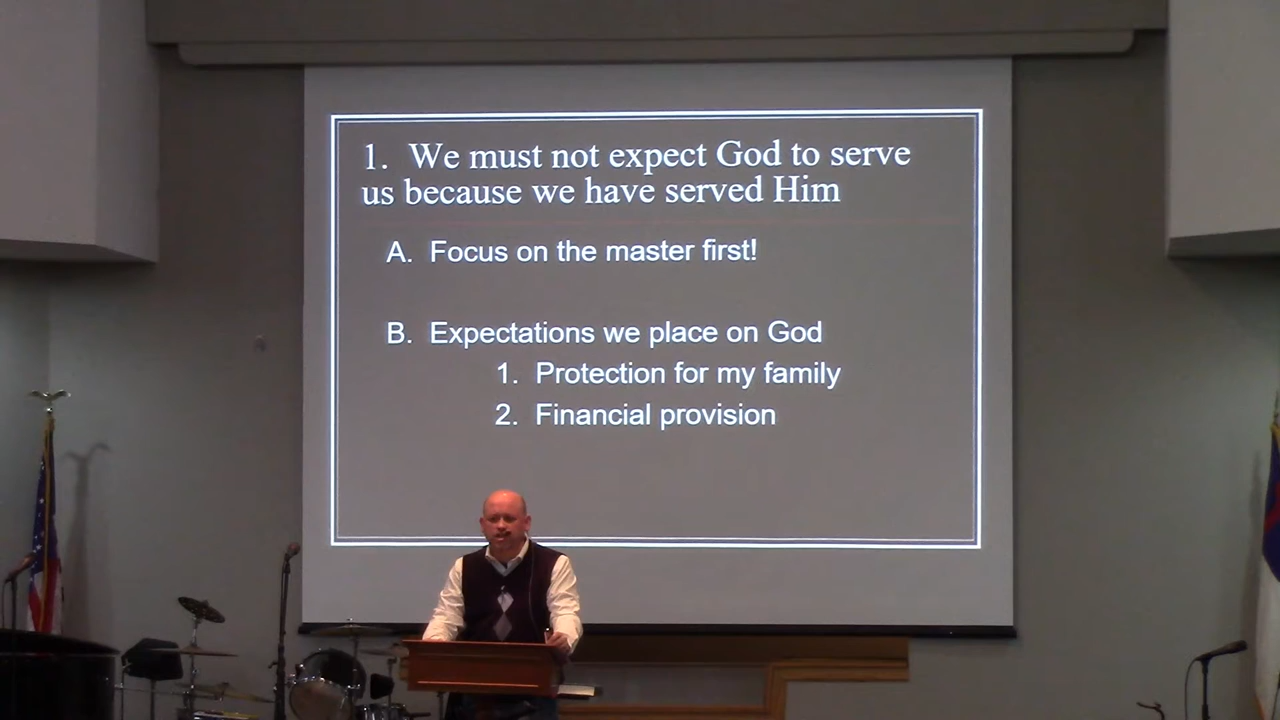 1. We must not expect God to serve
us because we have served Him
A. Focus on the master first!
B. Expectations we place on God
1. Protection for my family
2. Financial provision